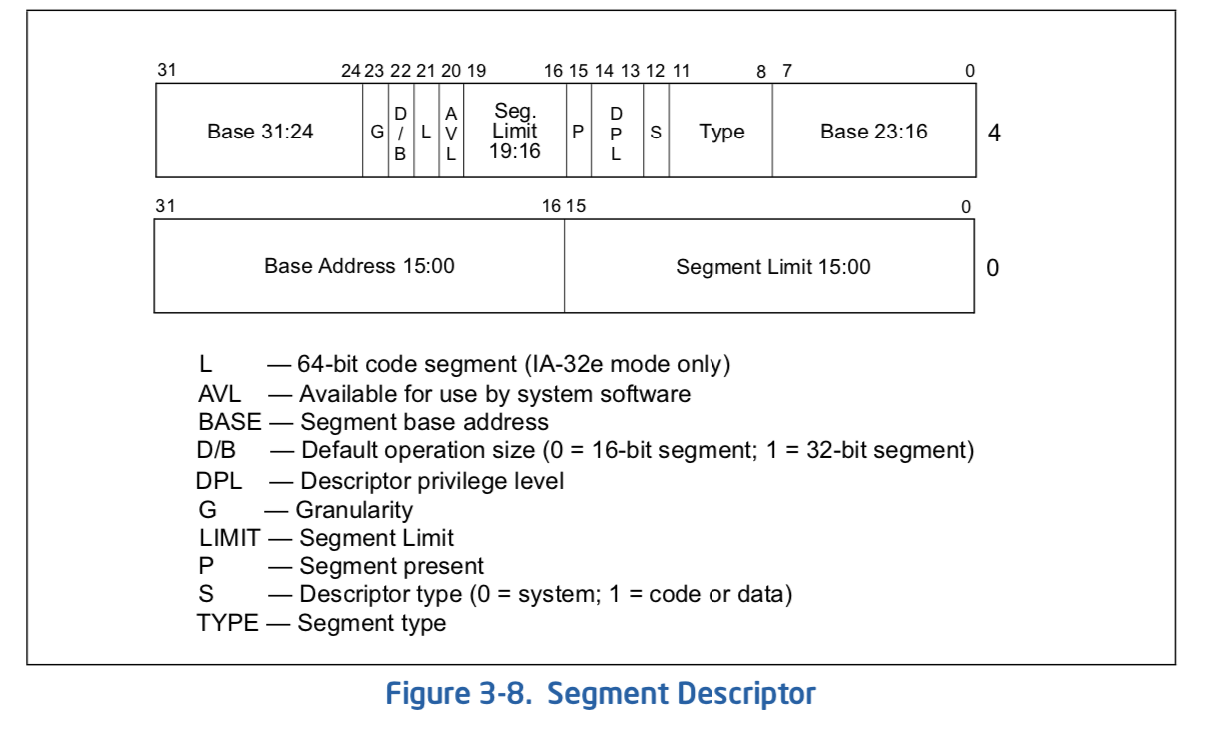 31 24 23 22 21 20 19 16 15 14 13 12 11 8 7 0
Base 31:24 G D/B L AVL Seg. Limit 19:16 P DPL S Type Base 23:16 4
31 16 15 0
Base Address 15:00 Segment Limit 15:00 0
L — 64-bit code segment (IA-32e mode only)
AVL — Available for use by system software
BASE — Segment base address
D/B — Default operation size (0 = 16-bit segment; 1 = 32-bit segment)
DPL — Descriptor privilege level
G — Granularity
LIMIT — Segment Limit
P — Segment present
S — Descriptor type (0 = system; 1 = code or data)
TYPE — Segment type
Figure 3-8. Segment Descriptor